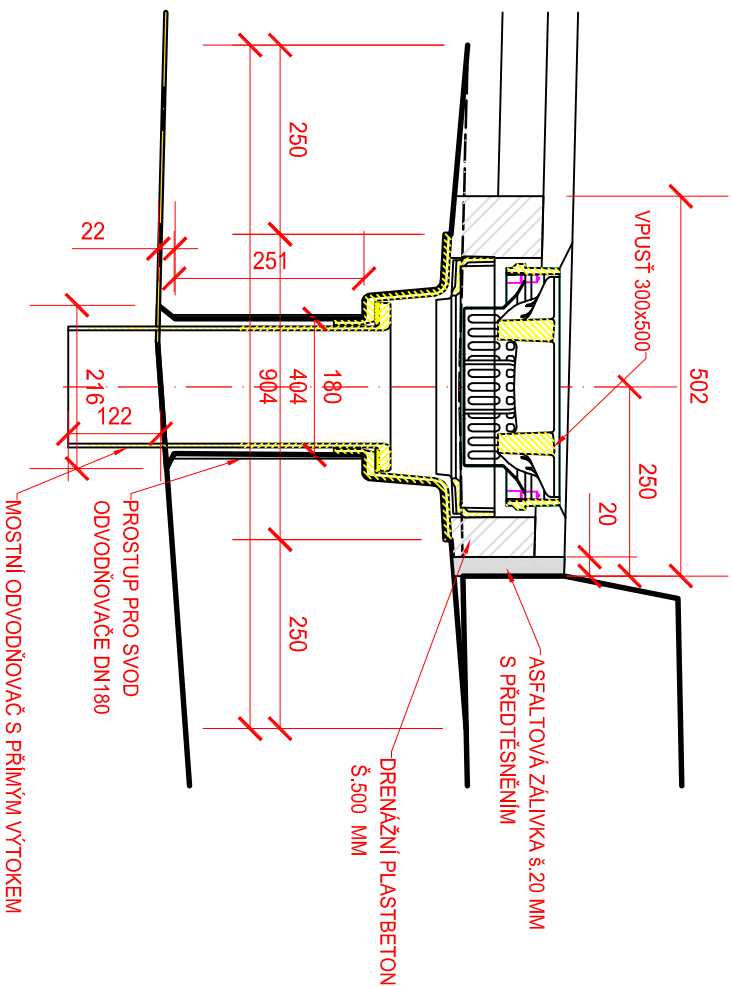 VPUSŤ 300x500
502
250
20
ASFALTOVÁ ZÁLIVKA š.20 MM
S PŘEDTĚSNĚNÍM
DRENÁŽNÍ PLASTBETON
Š.500 MM
250
250
251
22
180
404
904
216
122
PROSTUP PRO SVOD
ODVODŇOVAČE DN180
MOSTNÍ ODVODŇOVAČ S PŘÍMÝM VÝTOKEM